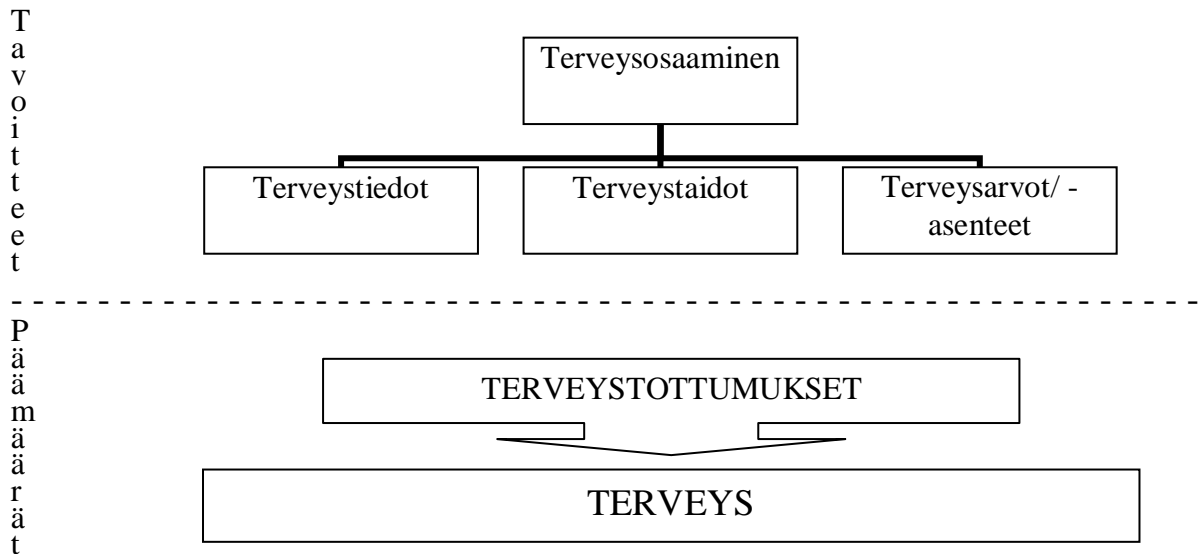 Tavoitteet
Terveysosaaminen
Terveystiedot
Terveystaidot
Terveysarvot/ -
asenteet
Päämäärät
TERVEYSTOTTUMUKSET
TERVEYS